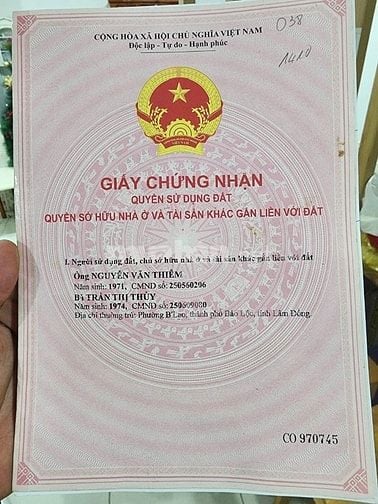 CỘNG HÒA XÃ HỘI CHỦ NGHĨA VIỆT NAM
Độc lập - Tự do - Hạnh phúc
038
1410
VIỆT NAM
GIẤY CHỨNG NHẬN
QUYỀN SỬ DỤNG ĐẤT
QUYỀN SỞ HỮU NHÀ Ở VÀ TÀI SẢN KHÁC GẮN LIỀN VỚI ĐẤT
I. Người sử dụng đất, chủ sở hữu nhà ở và tài sản khác gắn liền với đất
Ông NGUYỄN VĂN THIÊM
Năm sinh: 1971, CMND số: 250560206
Bà TRẦN THỊ THỦY
Năm sinh: 1974, CMND số: 250509080
Địa chỉ thường trú: Phường B'Lao, thành phố Bảo Lộc, tỉnh Lâm Đồng.
CO 970745